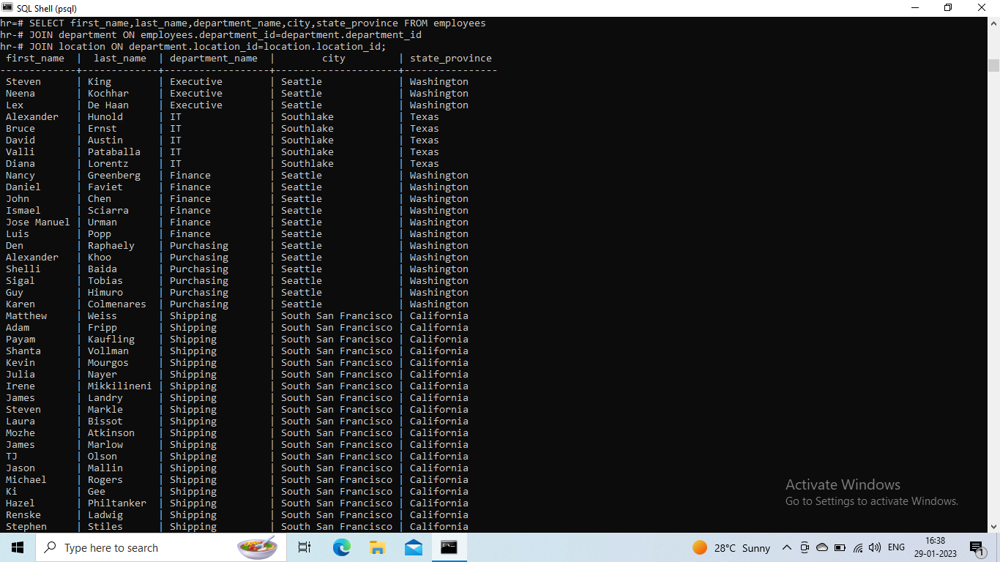 SQL Shell (psql)
hr=# SELECT first_name,last_name,department_name,city,state_province FROM employees
hr-# JOIN department ON employees.department_id=department.department_id
hr-# JOIN location ON department.location_id=location.location_id;
first_name | last_name | department_name | city | state_province
-------------+-------------+------------------+---------------------+----------------
Steven | King | Executive | Seattle | Washington
Neena | Kochhar | Executive | Seattle | Washington
Lex | De Haan | Executive | Seattle | Washington
Alexander | Hunold | IT | Southlake | Texas
Bruce | Ernst | IT | Southlake | Texas
David | Austin | IT | Southlake | Texas
Valli | Pataballa | IT | Southlake | Texas
Diana | Lorentz | IT | Southlake | Texas
Nancy | Greenberg | Finance | Seattle | Washington
Daniel | Faviet | Finance | Seattle | Washington
John | Chen | Finance | Seattle | Washington
Ismael | Sciarra | Finance | Seattle | Washington
Jose Manuel | Urman | Finance | Seattle | Washington
Luis | Popp | Finance | Seattle | Washington
Den | Raphaely | Purchasing | Seattle | Washington
Alexander | Khoo | Purchasing | Seattle | Washington
Shelli | Baida | Purchasing | Seattle | Washington
Sigal | Tobias | Purchasing | Seattle | Washington
Guy | Himuro | Purchasing | Seattle | Washington
Karen | Colmenares | Purchasing | Seattle | Washington
Matthew | Weiss | Shipping | South San Francisco | California
Adam | Fripp | Shipping | South San Francisco | California
Payam | Kaufling | Shipping | South San Francisco | California
Shanta | Vollman | Shipping | South San Francisco | California
Kevin | Mourgos | Shipping | South San Francisco | California
Julia | Nayer | Shipping | South San Francisco | California
Irene | Mikkilineni | Shipping | South San Francisco | California
James | Landry | Shipping | South San Francisco | California
Steven | Markle | Shipping | South San Francisco | California
Laura | Bissot | Shipping | South San Francisco | California
Mozhe | Atkinson | Shipping | South San Francisco | California
James | Marlow | Shipping | South San Francisco | California
TJ | Olson | Shipping | South San Francisco | California
Jason | Mallin | Shipping | South San Francisco | California
Michael | Rogers | Shipping | South San Francisco | California
Ki | Gee | Shipping | South San Francisco | California
Hazel | Philtanker | Shipping | South San Francisco | California
Renske | Ladwig | Shipping | South San Francisco | California
Stephen | Stiles | Shipping | South San Francisco | California
Activate Windows
Go to Settings to activate Windows.
Type here to search
28°C Sunny
ENG
16:38
29-01-2023
1